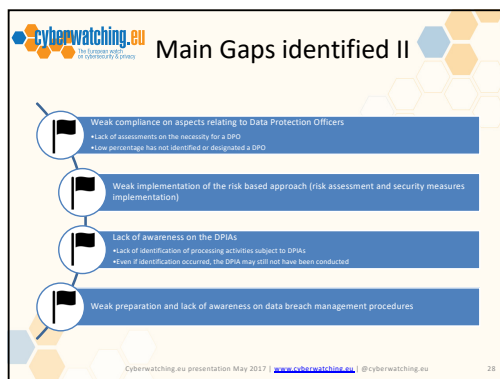 cyberwatching.eu
The European watch
on cybersecurity & privacy
Main Gaps identified II
Weak compliance on aspects relating to Data Protection Officers
•Lack of assessments on the necessity for a DPO
•Low percentage has not identified or designated a DPO
Weak implementation of the risk based approach (risk assessment and security measures
implementation)
Lack of awareness on the DPIAs
•Lack of identification of processing activities subject to DPIAs
•Even if identification occurred, the DPIA may still not have been conducted
Weak preparation and lack of awareness on data breach management procedures
Cyberwatching.eu presentation May 2017 | www.cyberwatching.eu | @cyberwatching.eu 28